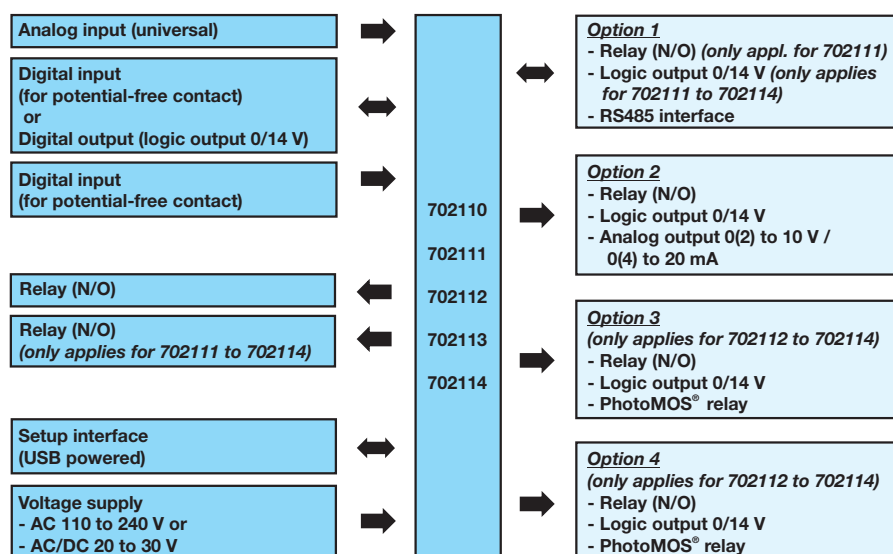 Analog input (universal)
Digital input
(for potential-free contact)
or
Digital output (logic output 0/14 V)
Digital input
(for potential-free contact)
Relay (N/O)
Relay (N/O)
(only applies for 702111 to 702114)
Setup interface
(USB powered)
Voltage supply
- AC 110 to 240 V or
- AC/DC 20 to 30 V
702110
702111
702112
702113
702114
Option 1
- Relay (N/O) (only appl. for 702111)
- Logic output 0/14 V (only applies
for 702111 to 702114)
- RS485 interface
Option 2
- Relay (N/O)
- Logic output 0/14 V
- Analog output 0(2) to 10 V /
0(4) to 20 mA
Option 3
(only applies for 702112 to 702114)
- Relay (N/O)
- Logic output 0/14 V
- PhotoMOS® relay
Option 4
(only applies for 702112 to 702114)
- Relay (N/O)
- Logic output 0/14 V
- PhotoMOS® relay